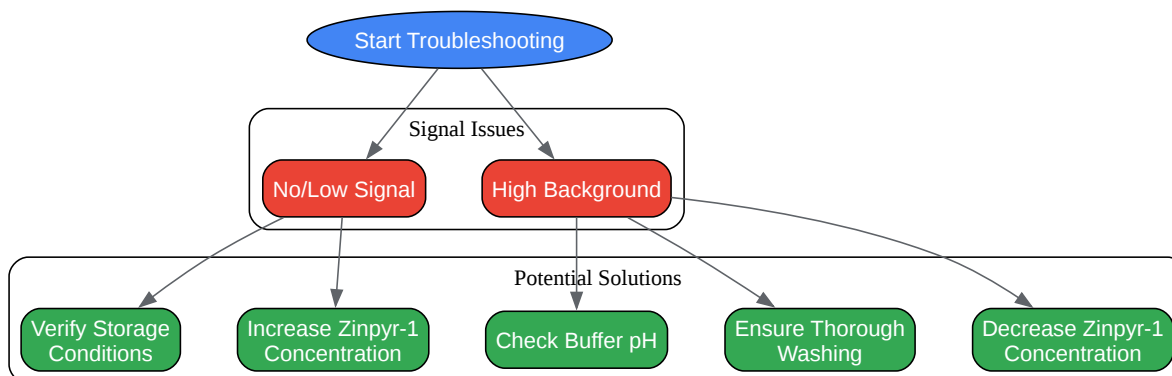 Start Troubleshooting
Signal Issues
No/Low Signal
High Background
Potential Solutions
Verify Storage
Conditions
Increase Zinpyr-1
Concentration
Check Buffer pH
Ensure Thorough
Washing
Decrease Zinpyr-1
Concentration